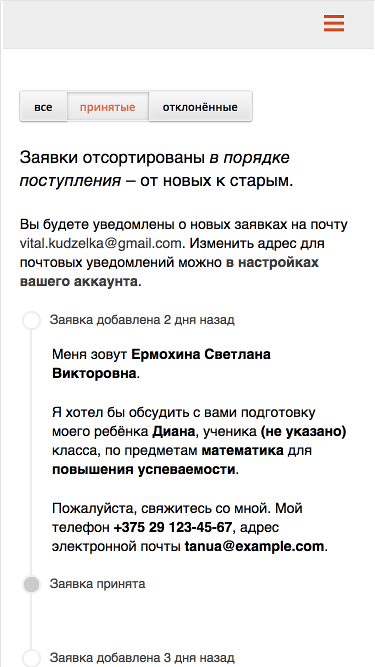 все принятые отклонённые
Заявки отсортированы в порядке
поступления – от новых к старым.
Вы будете уведомлены о новых заявках на почту
vital.kudzelka@gmail.com. Изменить адрес для
почтовых уведомлений можно в настройках
вашего аккаунта.
Заявка добавлена 2 дня назад
Меня зовут Ермохина Светлана
Викторовна.
Я хотел бы обсудить с вами подготовку
моего ребёнка Диана, ученика (не указано)
класса, по предметам математика для
повышения успеваемости.
Пожалуйста, свяжитесь со мной. Мой
телефон +375 29 123-45-67, адрес
электронной почты tanua@example.com.
Заявка принята
Заявка добавлена 3 дня назад